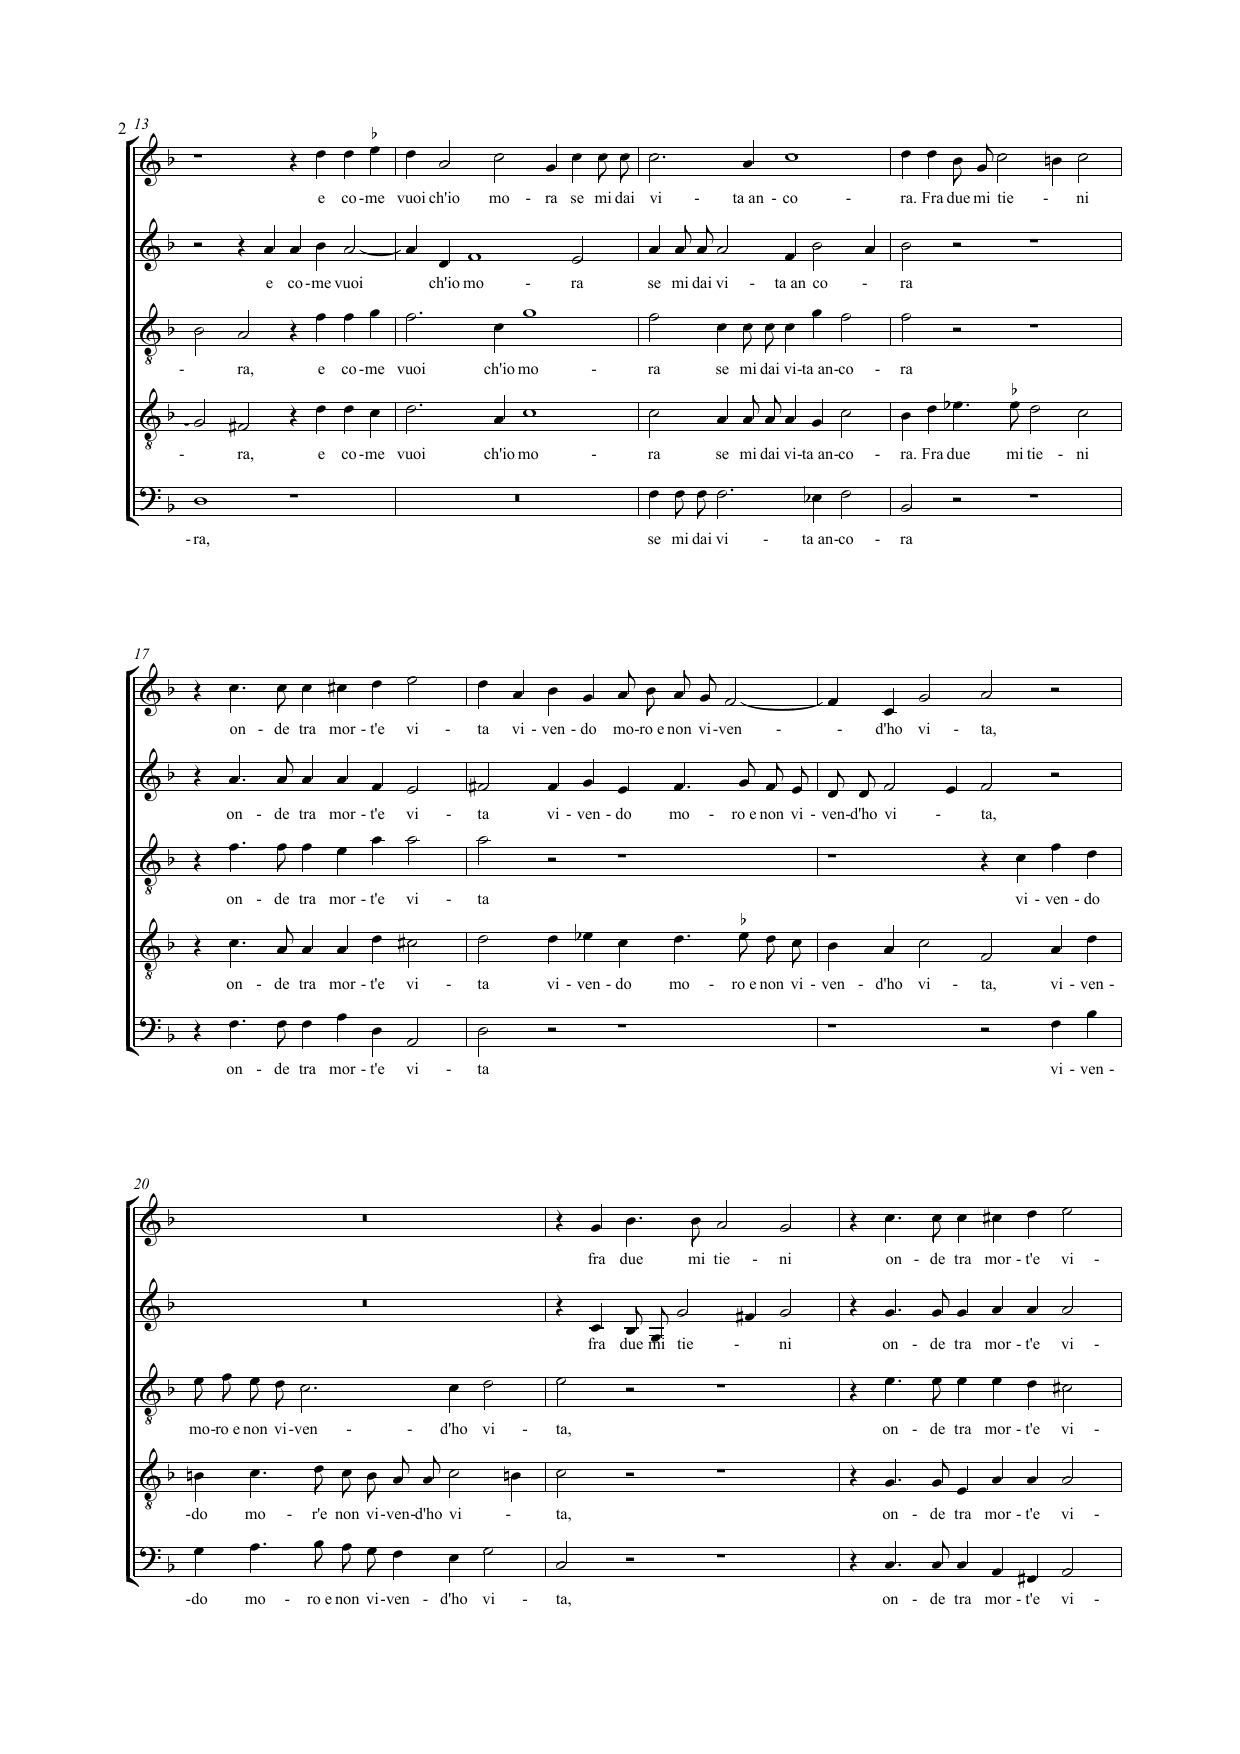 2 13
e co-me vuoi ch'io mo - ra se mi dai vi - ta an - co - ra. Fra due mi tie - ni
e co-me vuoi ch'io mo - ra se mi dai vi - ta an co - ra
- ra, e co-me vuoi ch'io mo - ra se mi dai vi-ta an-co - ra
- ra, e co-me vuoi ch'io mo - ra se mi dai vi-ta an-co - ra. Fra due mi tie - ni
-ra, se mi dai vi - ta an-co - ra
17
on - de tra mor - t'e vi - ta vi - ven - do mo-ro e non vi-ven - - d'ho vi - ta,
on - de tra mor - t'e vi - ta vi - ven - do mo - ro e non vi - ven-d'ho vi - ta,
on - de tra mor - t'e vi - ta vi - ven - do
on - de tra mor - t'e vi - ta vi - ven - do mo - ro e non vi - ven - d'ho vi - ta, vi - ven -
on - de tra mor - t'e vi - ta vi - ven -
20
fra due mi tie - ni on - de tra mor - t'e vi -
fra due mi tie - ni on - de tra mor - t'e vi -
mo-ro e non vi-ven - - d'ho vi - ta, on - de tra mor - t'e vi -
-do mo - r'e non vi-ven-d'ho vi - ta, on - de tra mor - t'e vi -
-do mo - ro e non vi-ven - d'ho vi - ta, on - de tra mor - t'e vi -